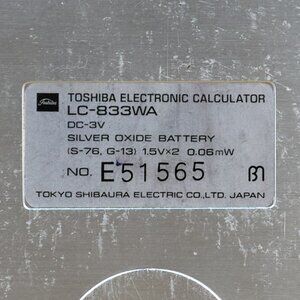 Toshiba
TOSHIBA ELECTRONIC CALCULATOR
LC-833WA
DC-3V
SILVER OXIDE BATTERY
(S-76, G-13) 1.5V×2 0.06mW
NO. E51565
TOKYO SHIBAURA ELECTRIC CO., LTD. JAPAN